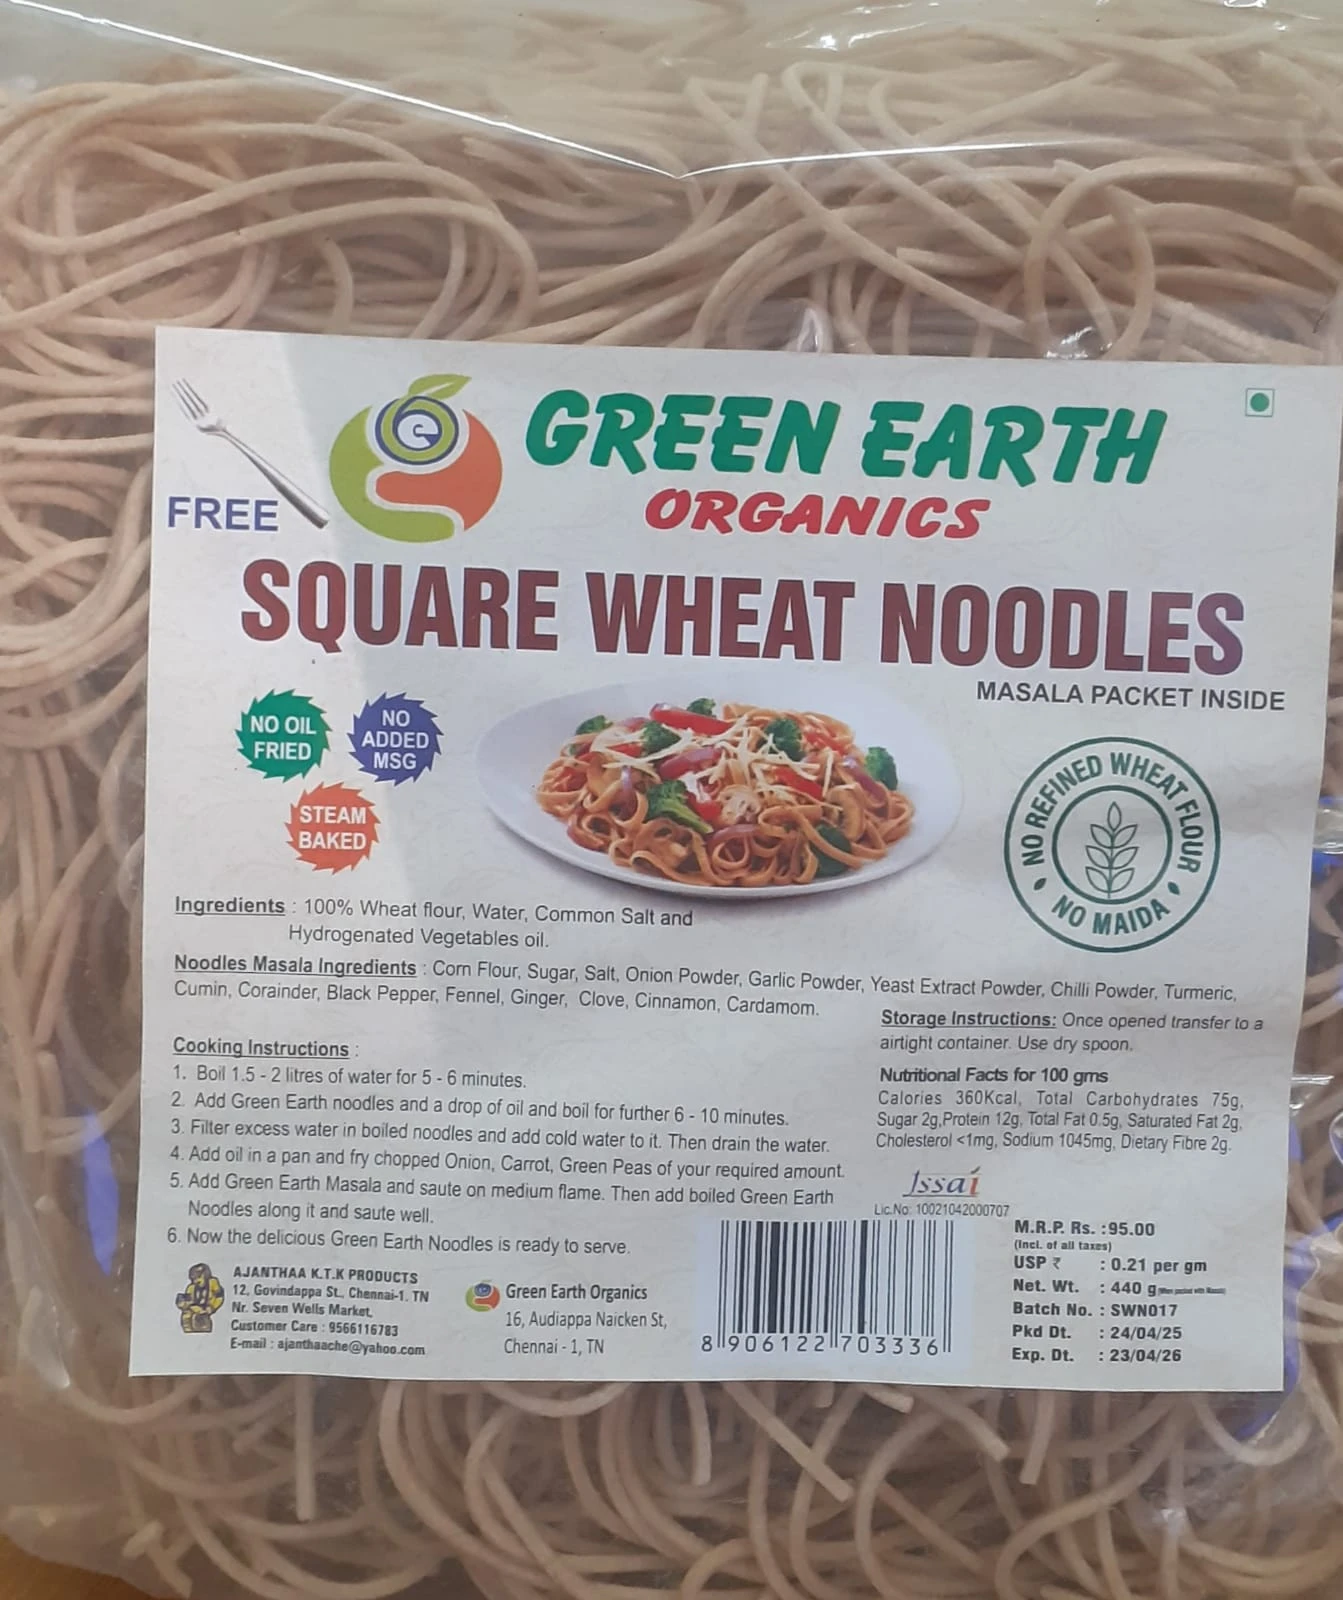 FREE
GREEN EARTH
ORGANICS
SQUARE WHEAT NOODLES
MASALA PACKET INSIDE
NO OIL
FRIED
NO
ADDED
MSG
STEAM
BAKED
NO REFINED WHEAT FLOUR
NO MAIDA
Ingredients : 100% Wheat flour, Water, Common Salt and
Hydrogenated Vegetables oil.
Noodles Masala Ingredients : Corn Flour, Sugar, Salt, Onion Powder, Garlic Powder, Yeast Extract Powder, Chilli Powder, Turmeric,
Cumin, Corainder, Black Pepper, Fennel, Ginger, Clove, Cinnamon, Cardamom.
Storage Instructions: Once opened transfer to a
airtight container. Use dry spoon.
Cooking Instructions :
1. Boil 1.5 - 2 litres of water for 5 - 6 minutes.
2. Add Green Earth noodles and a drop of oil and boil for further 6 - 10 minutes.
3. Filter excess water in boiled noodles and add cold water to it. Then drain the water.
4. Add oil in a pan and fry chopped Onion, Carrot, Green Peas of your required amount.
5. Add Green Earth Masala and saute on medium flame. Then add boiled Green Earth
Noodles along it and saute well.
6. Now the delicious Green Earth Noodles is ready to serve.
Nutritional Facts for 100 gms
Calories 360Kcal, Total Carbohydrates 75g,
Sugar 2g,Protein 12g, Total Fat 0.5g, Saturated Fat 2g,
Cholesterol <1mg, Sodium 1045mg, Dietary Fibre 2g.
fssai
Lic.No: 10021042000707
AJANTHAA K.T.K PRODUCTS
12, Govindappa St., Chennai-1. TN
Nr. Seven Wells Market,
Customer Care : 9566116783
E-mail : ajanthaache@yahoo.com
Green Earth Organics
16, Audiappa Naicken St,
Chennai - 1, TN
8 906122 703336
M.R.P. Rs. :95.00
(Incl. of all taxes)
USP ₹ : 0.21 per gm
Net. Wt. : 440 g
Batch No. : SWN017
Pkd Dt. : 24/04/25
Exp. Dt. : 23/04/26